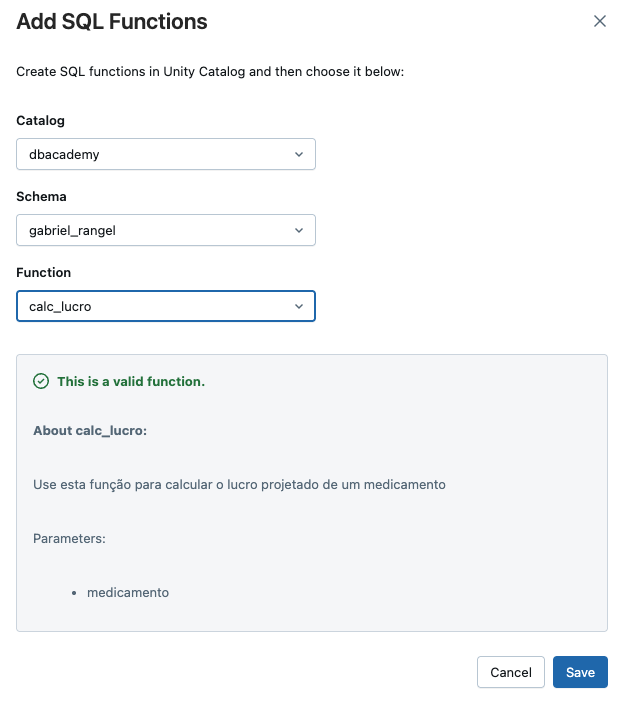 Add SQL Functions
Create SQL functions in Unity Catalog and then choose it below:
Catalog
dbacademy
Schema
gabriel_rangel
Function
calc_lucro
This is a valid function.
About calc_lucro:
Use esta função para calcular o lucro projetado de um medicamento
Parameters:
• medicamento
Cancel Save